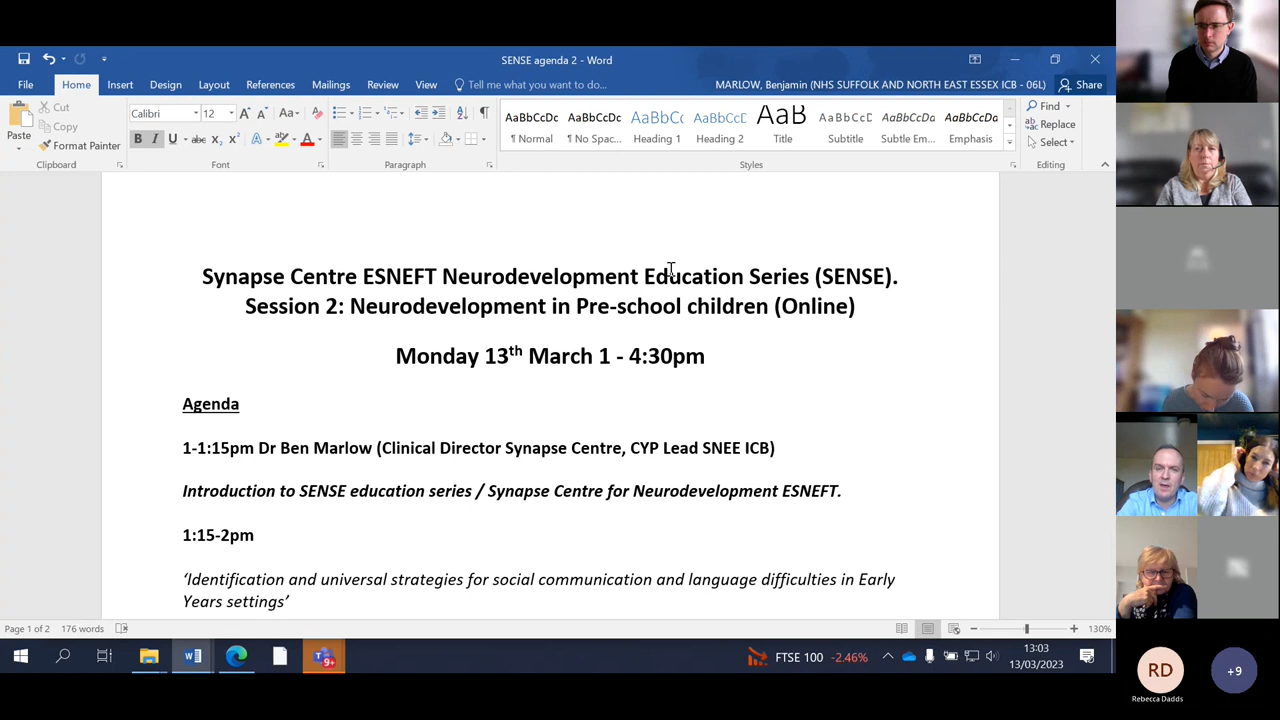 SENSE agenda 2 - Word
File Home Insert Design Layout References Mailings Review View Tell me what you want to do... MARLOW, Benjamin (NHS SUFFOLK AND NORTH EAST ESSEX ICB - 06L) Share
Paste
Cut
Copy
Format Painter
Clipboard
Calibri 12
Font
Paragraph
AaBbCcDc AaBbCcDc AaBbCc AaBbCcC AaB AaBbCcD AaBbCcDa AaBbCcDa
¶ Normal ¶ No Spac... Heading 1 Heading 2 Title Subtitle Subtle Em... Emphasis
Styles
Find
Replace
Select
Editing
Synapse Centre ESNEFT Neurodevelopment Education Series (SENSE).
Session 2: Neurodevelopment in Pre-school children (Online)
Monday 13th March 1 - 4:30pm
Agenda
1-1:15pm Dr Ben Marlow (Clinical Director Synapse Centre, CYP Lead SNEE ICB)
Introduction to SENSE education series / Synapse Centre for Neurodevelopment ESNEFT.
1:15-2pm
‘Identification and universal strategies for social communication and language difficulties in Early
Years settings’
Page 1 of 2 176 words 130%
9+
FTSE 100 -2.46%
13:03
13/03/2023
RD
Rebecca Dadds
+9